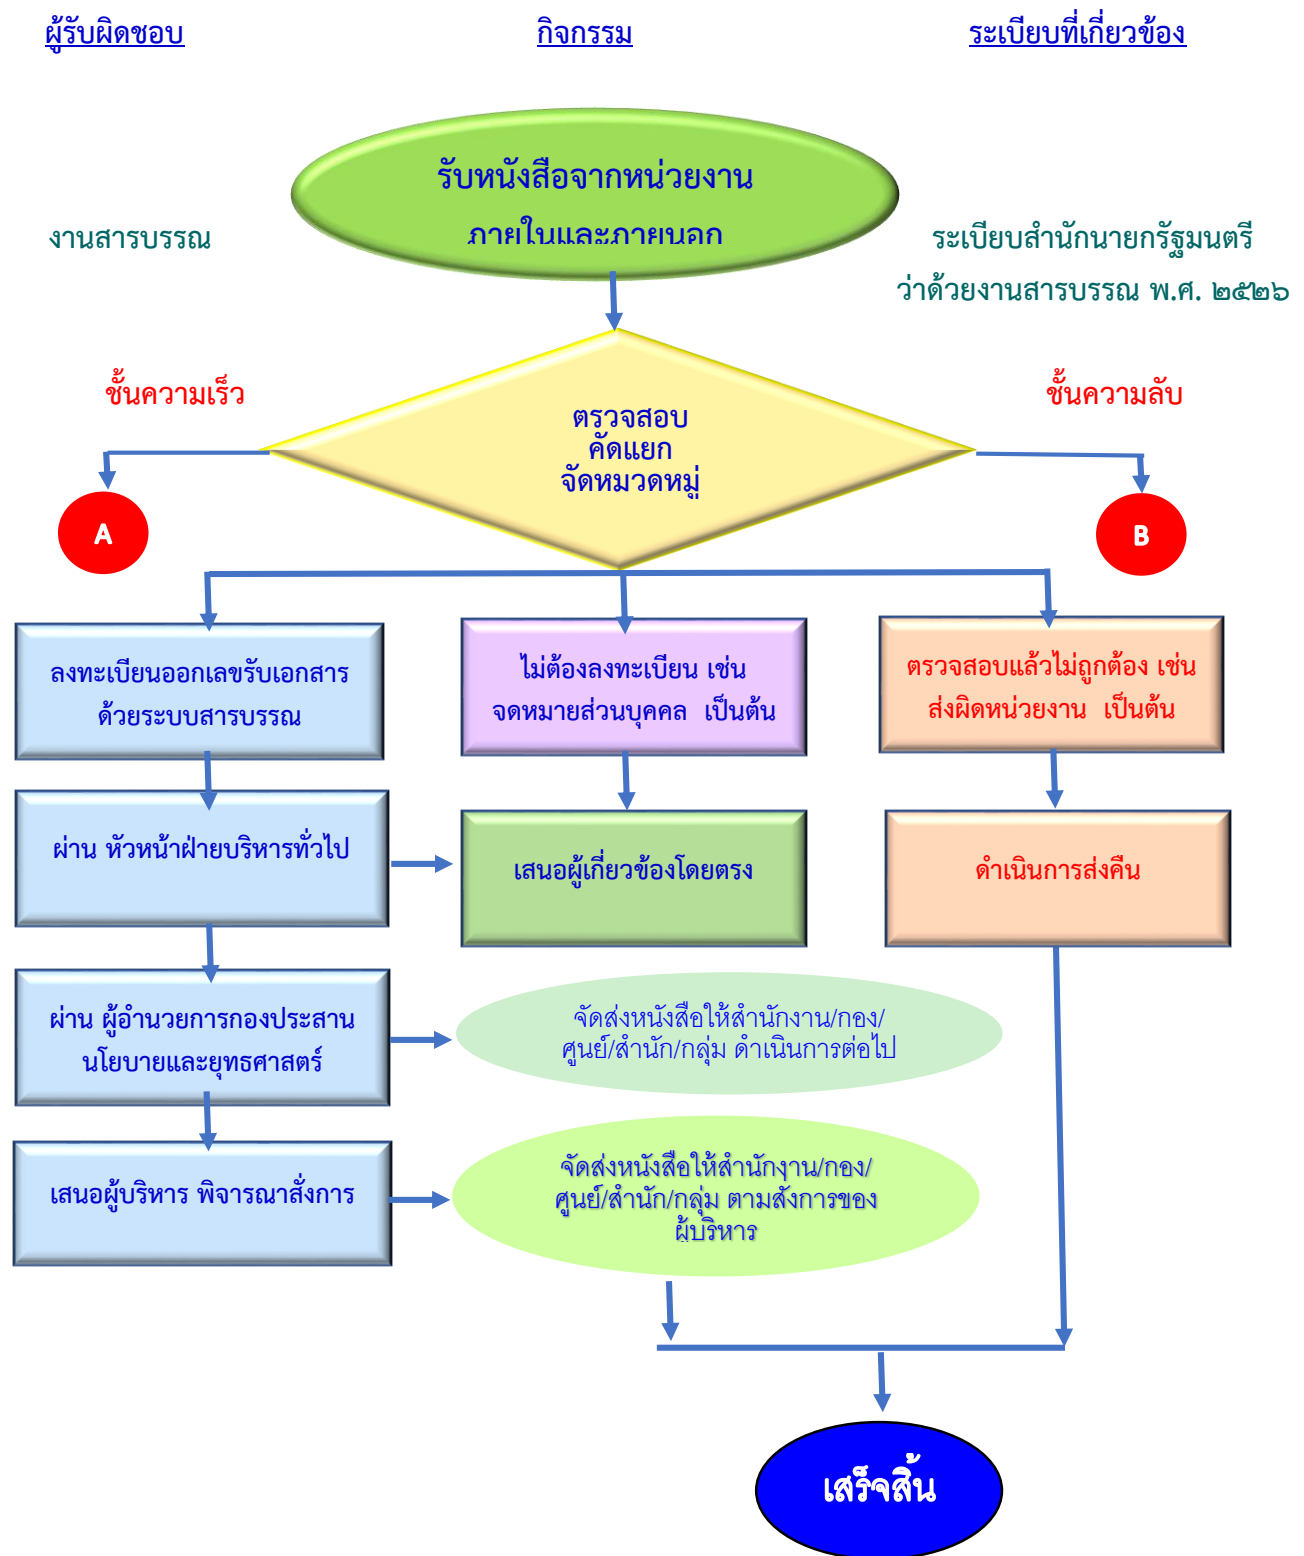 ผู้รับผิดชอบ
กิจกรรม
ระเบียบที่เกี่ยวข้อง
รับหนังสือจากหน่วยงาน
ภายในและภายนอก
งานสารบรรณ
ระเบียบสำนักนายกรัฐมนตรี
ว่าด้วยงานสารบรรณ พ.ศ. ๒๕๒๖
ชั้นความเร็ว
ชั้นความลับ
ตรวจสอบ
คัดแยก
จัดหมวดหมู่
A
B
ลงทะเบียนออกเลขรับเอกสาร
ด้วยระบบสารบรรณ
ไม่ต้องลงทะเบียน เช่น
จดหมายส่วนบุคคล เป็นต้น
ตรวจสอบแล้วไม่ถูกต้อง เช่น
ส่งผิดหน่วยงาน เป็นต้น
ผ่าน หัวหน้าฝ่ายบริหารทั่วไป
เสนอผู้เกี่ยวข้องโดยตรง
ดำเนินการส่งคืน
ผ่าน ผู้อำนวยการกองประสาน
นโยบายและยุทธศาสตร์
จัดส่งหนังสือให้สำนักงาน/กอง/
ศูนย์/สำนัก/กลุ่ม ดำเนินการต่อไป
เสนอผู้บริหาร พิจารณาสั่งการ
จัดส่งหนังสือให้สำนักงาน/กอง/
ศูนย์/สำนัก/กลุ่ม ตามสั่งการของ
ผู้บริหาร
เสร็จสิ้น